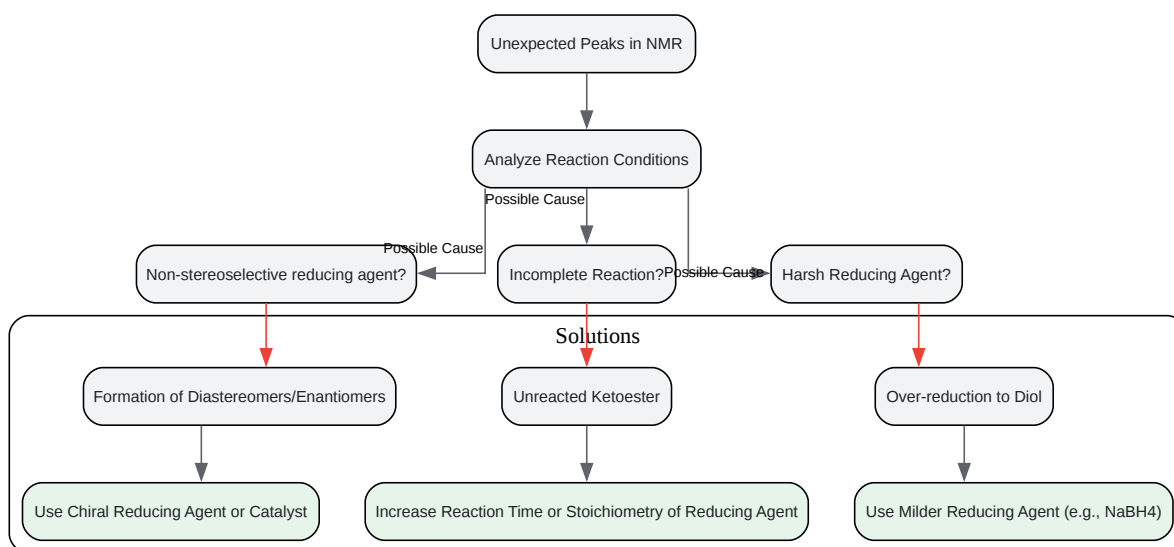 Unexpected Peaks in NMR
Analyze Reaction Conditions
Possible Cause
Possible Cause
Possible Cause
Non-stereoselective reducing agent?
Incomplete Reaction?
Harsh Reducing Agent?
Solutions
Formation of Diastereomers/Enantiomers
Unreacted Ketoester
Over-reduction to Diol
Use Chiral Reducing Agent or Catalyst
Increase Reaction Time or Stoichiometry of Reducing Agent
Use Milder Reducing Agent (e.g., NaBH4)